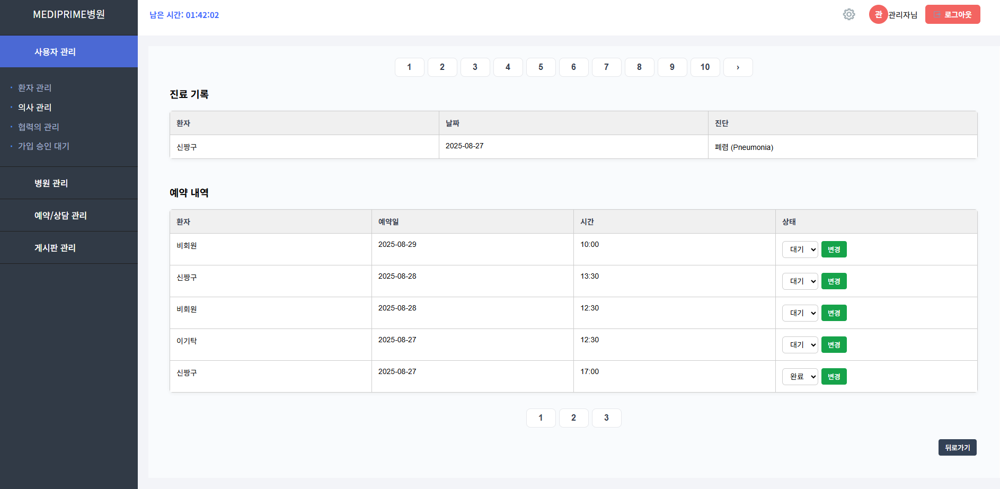 MEDIPRIME병원
남은 시간: 01:42:02
관 관리자님 로그아웃
사용자 관리
· 환자 관리
· 의사 관리
· 협력의 관리
· 가입 승인 대기
병원 관리
예약/상담 관리
게시판 관리
1 2 3 4 5 6 7 8 9 10 ›
진료 기록
환자 날짜 진단
신짱구 2025-08-27 폐렴 (Pneumonia)
예약 내역
환자 예약일 시간 상태
비회원 2025-08-29 10:00 대기 변경
신짱구 2025-08-28 13:30 대기 변경
비회원 2025-08-28 12:30 대기 변경
이기탁 2025-08-27 12:30 대기 변경
신짱구 2025-08-27 17:00 완료 변경
1 2 3
뒤로가기